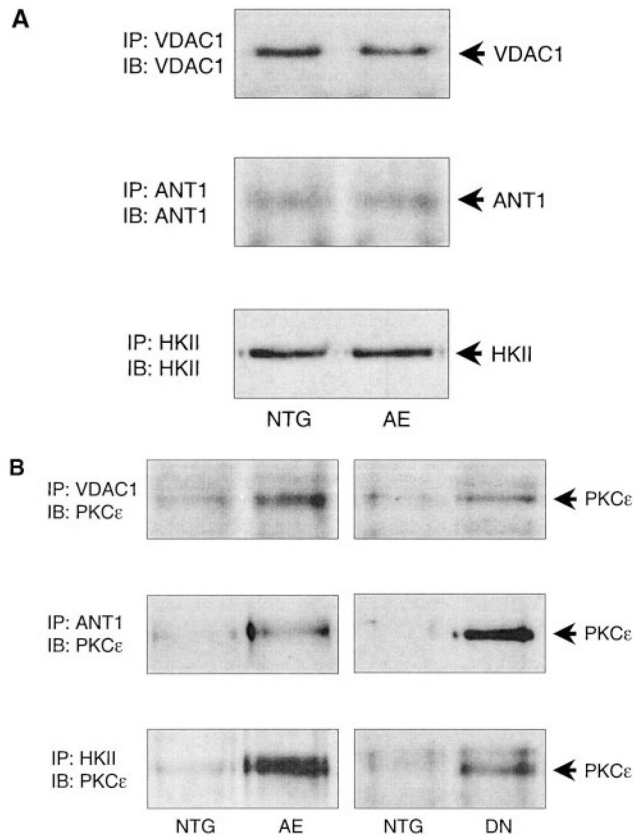 A
IP: VDAC1
IB: VDAC1
VDAC1
IP: ANT1
IB: ANT1
ANT1
IP: HKII
IB: HKII
HKII
NTG AE
B
IP: VDAC1
IB: PKCε
PKCε
IP: ANT1
IB: PKCε
PKCε
IP: HKII
IB: PKCε
PKCε
NTG AE NTG DN